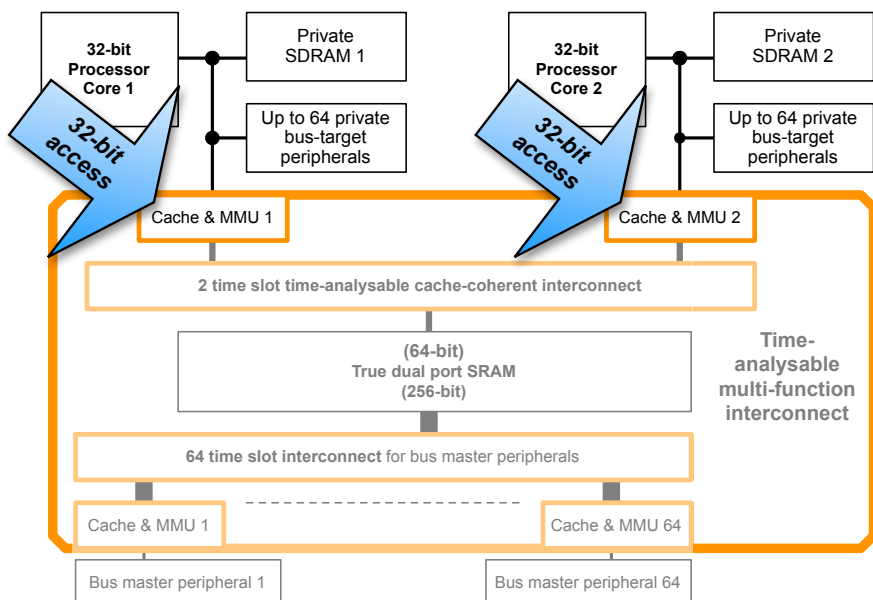 32-bit
Processor
Core 1
Private
SDRAM 1
32-bit
Processor
Core 2
Private
SDRAM 2
Up to 64 private
bus-target
peripherals
Up to 64 private
bus-target
peripherals
32-bit
access
32-bit
access
Cache & MMU 1
Cache & MMU 2
2 time slot time-analysable cache-coherent interconnect
(64-bit)
True dual port SRAM
(256-bit)
Time-
analysable
multi-function
interconnect
64 time slot interconnect for bus master peripherals
Cache & MMU 1
Cache & MMU 64
Bus master peripheral 1
Bus master peripheral 64